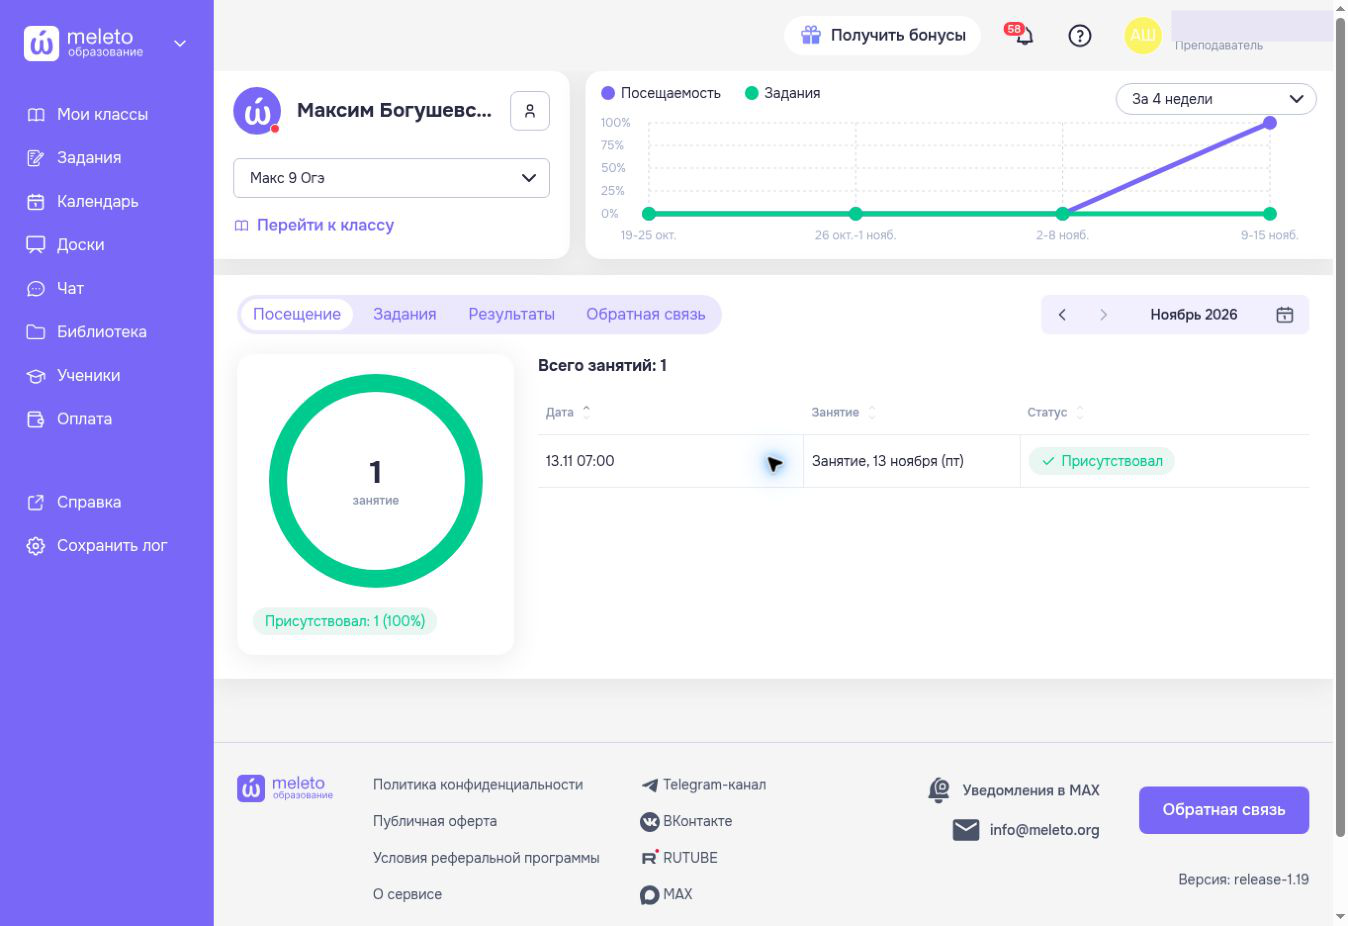 meleto
образование
Мои классы
Задания
Календарь
Доски
Чат
Библиотека
Ученики
Оплата
Справка
Сохранить лог
Получить бонусы
58
АШ
Преподаватель
Максим Богушевс...
Макс 9 Огэ
Перейти к классу
Посещаемость
Задания
За 4 недели
100%
75%
50%
25%
0%
19-25 окт.
26 окт.-1 нояб.
2-8 нояб.
9-15 нояб.
Посещение
Задания
Результаты
Обратная связь
Ноябрь 2026
1
занятие
Присутствовал: 1 (100%)
Всего занятий: 1
Дата
Занятие
Статус
13.11 07:00
Занятие, 13 ноября (пт)
Присутствовал
meleto
образование
Политика конфиденциальности
Публичная оферта
Условия реферальной программы
О сервисе
Telegram-канал
ВКонтакте
RUTUBE
MAX
Уведомления в MAX
info@meleto.org
Обратная связь
Версия: release-1.19